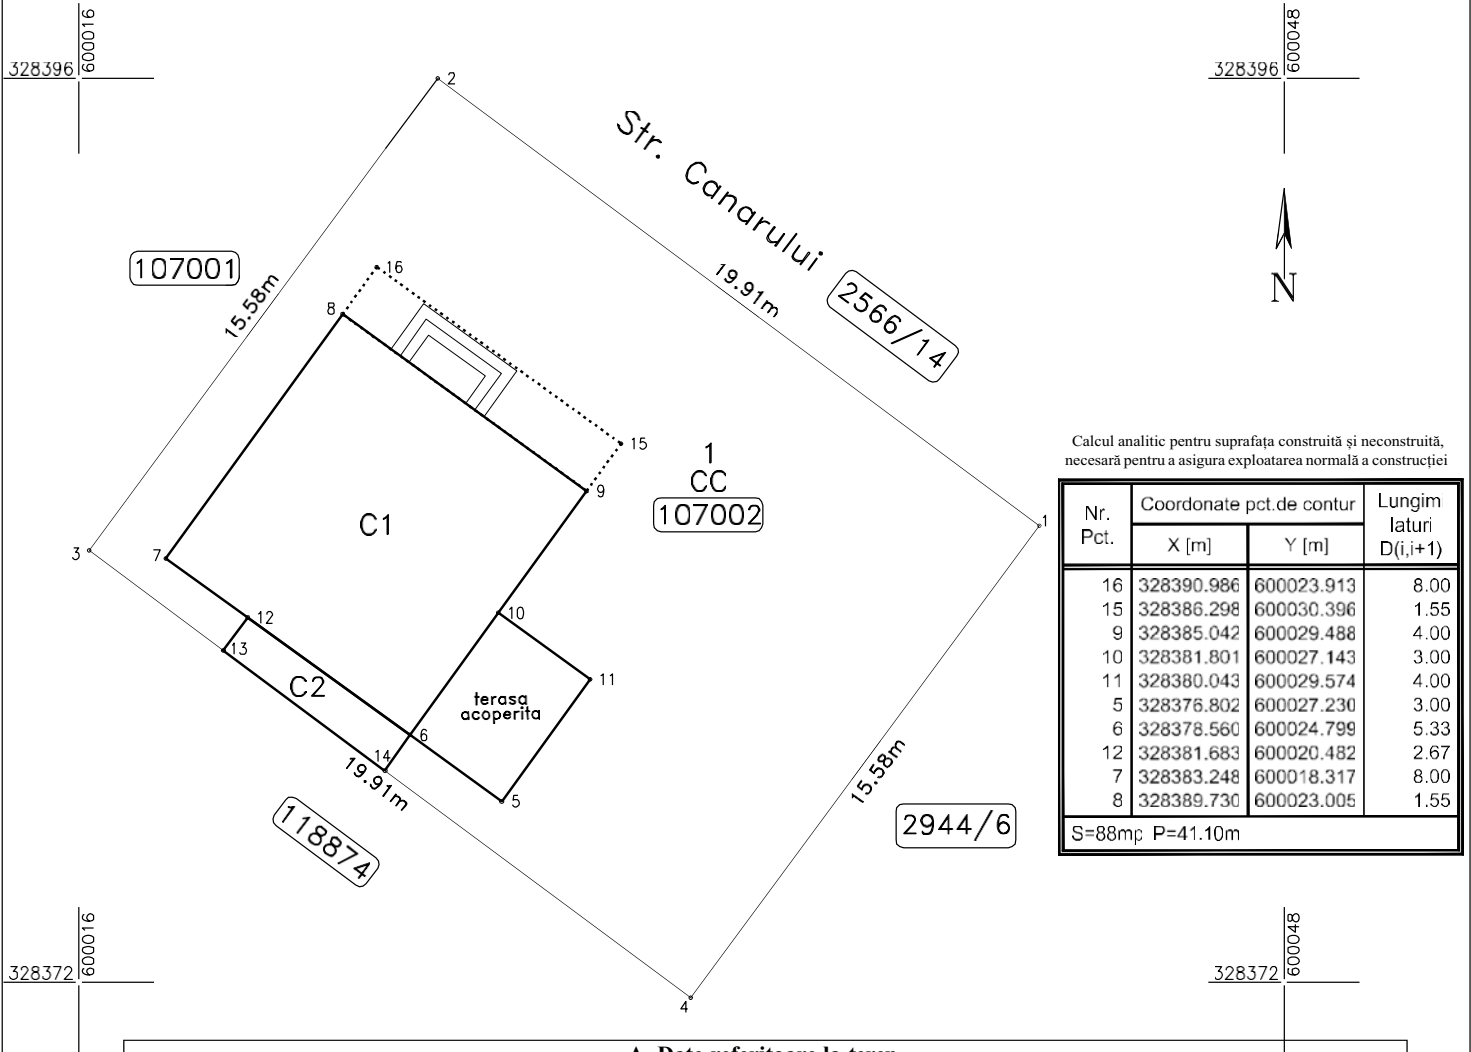 600016
328396
600048
328396
2
Str. Canarului
107001
16
15.58m
19.91m
2566/14
N
8
15
1
CC
107002
9
1
C1
3
7
12
10
13
C2
11
terasa
acoperita
6
14
19.91m
5
15.58m
118874
2944/6
4
Calcul analitic pentru suprafața construită și neconstruită,
necesară pentru a asigura exploatarea normală a construcției
Nr. Pct. Coordonate pct.de contur Lungimi laturi D(i,i+1)
X [m] Y [m]
16 328390.986 600023.913 8.00
15 328386.298 600030.396 1.55
9 328385.042 600029.488 4.00
10 328381.801 600027.143 3.00
11 328380.043 600029.574 4.00
5 328376.802 600027.230 3.00
6 328378.560 600024.799 5.33
12 328381.683 600020.482 2.67
7 328383.248 600018.317 8.00
8 328389.730 600023.005 1.55
S=88mp P=41.10m
600016
328372
600048
328372